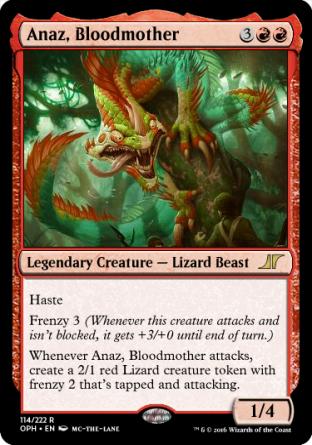 Anaz, Bloodmother 3
Legendary Creature — Lizard Beast
Haste
Frenzy 3 (Whenever this creature attacks and
isn't blocked, it gets +3/+0 until end of turn.)
Whenever Anaz, Bloodmother attacks,
create a 2/1 red Lizard creature token with
frenzy 2 that's tapped and attacking.
1/4
114/222 R
OPH • EN MC-THE-LANE
™ & © 2016 Wizards of the Coast